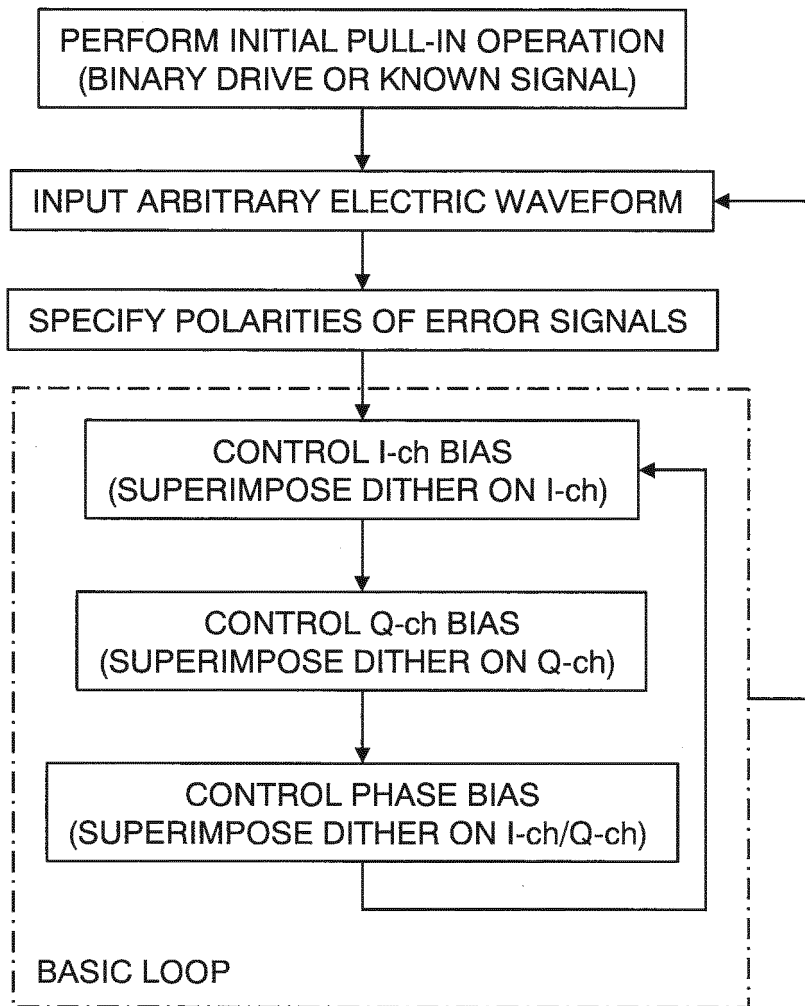 PERFORM INITIAL PULL-IN OPERATION
(BINARY DRIVE OR KNOWN SIGNAL)
INPUT ARBITRARY ELECTRIC WAVEFORM
SPECIFY POLARITIES OF ERROR SIGNALS
CONTROL I-ch BIAS
(SUPERIMPOSE DITHER ON I-ch)
CONTROL Q-ch BIAS
(SUPERIMPOSE DITHER ON Q-ch)
CONTROL PHASE BIAS
(SUPERIMPOSE DITHER ON I-ch/Q-ch)
BASIC LOOP